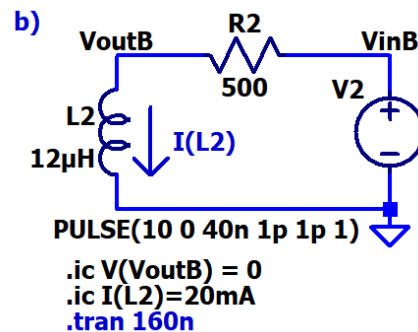 b)
VoutB R2 VinB
500 V2
L2
12µH I(L2)
+
−
PULSE(10 0 40n 1p 1p 1)
.ic V(VoutB) = 0
.ic I(L2)=20mA
.tran 160n